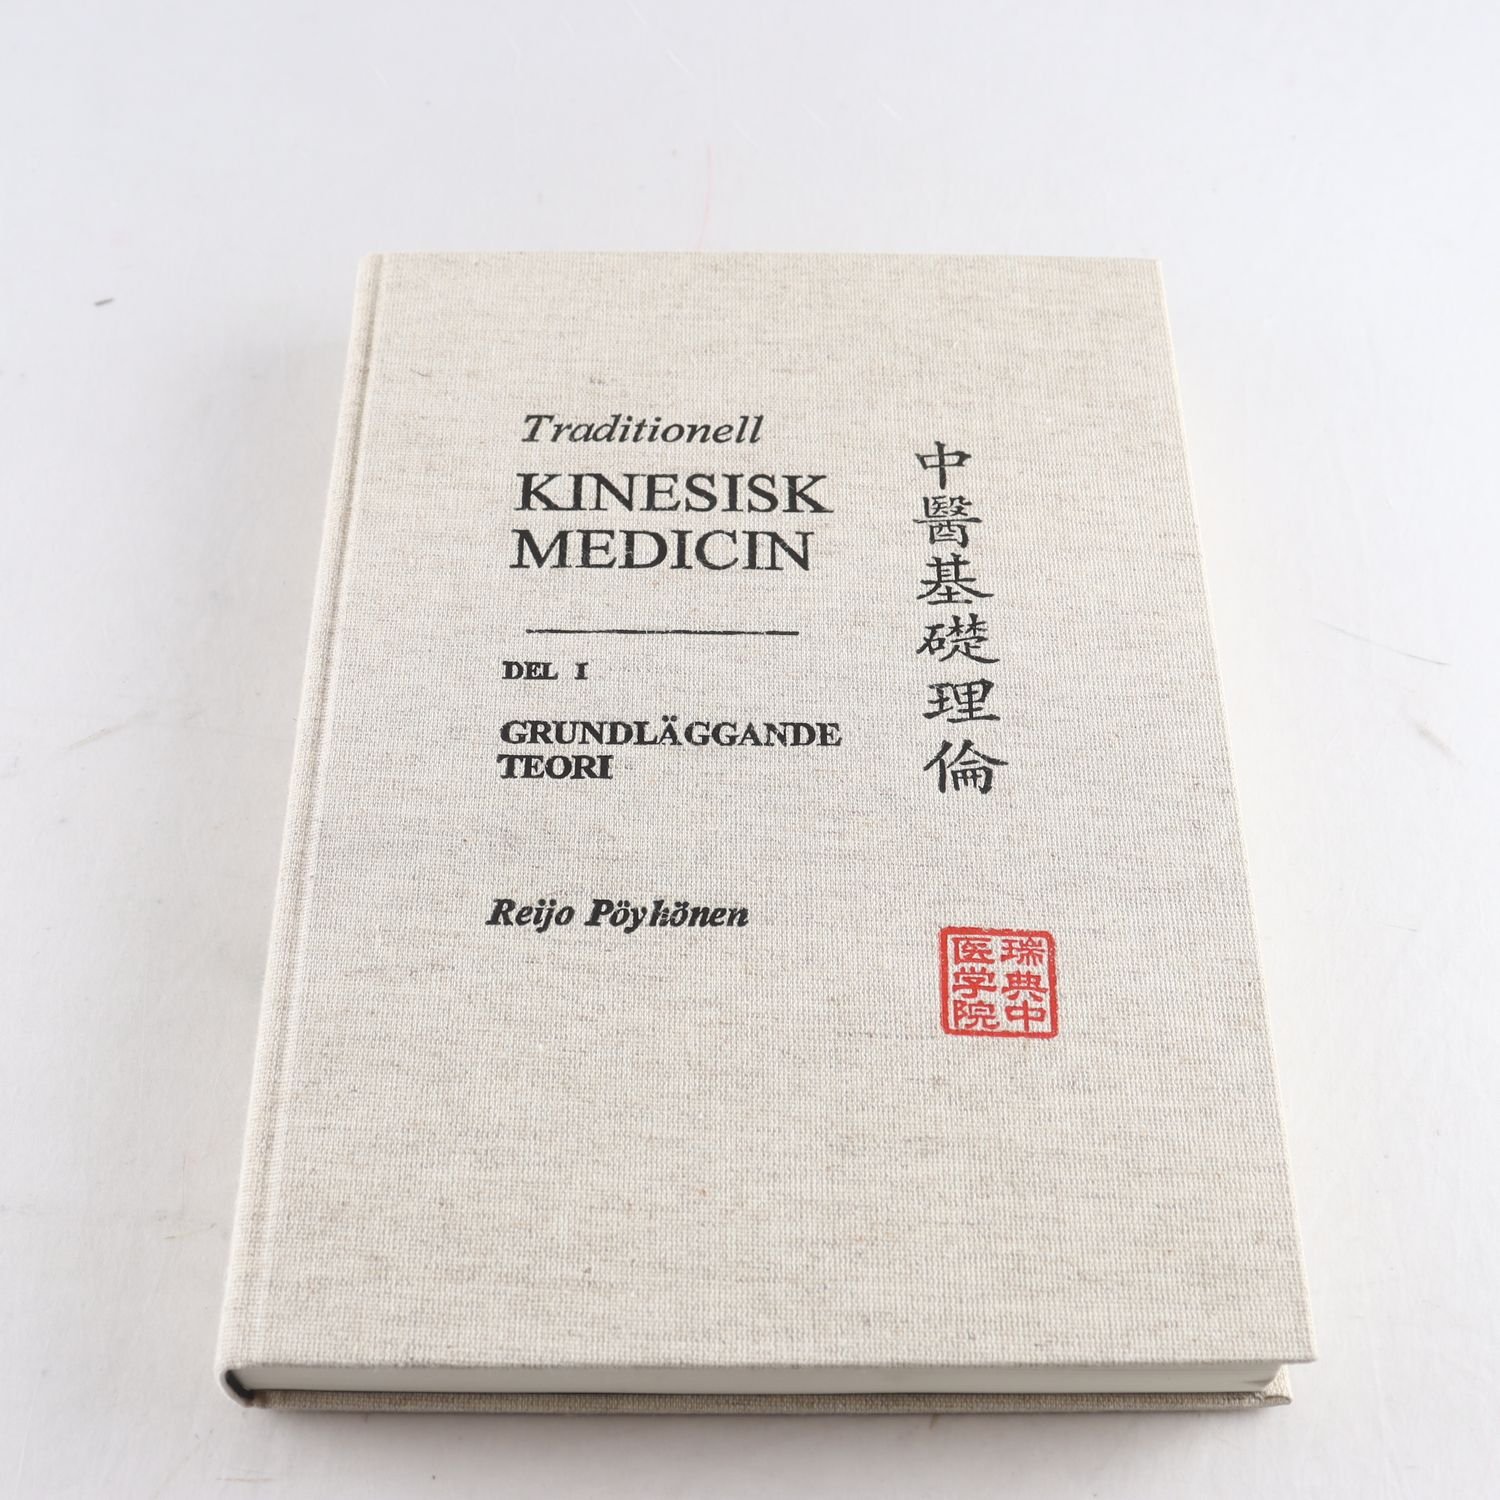 Traditionell
KINESISK
MEDICIN
DEL I
GRUNDLÄGGANDE
TEORI
Reijo Pöyhönen
中醫基礎理倫
瑞典中
医学院